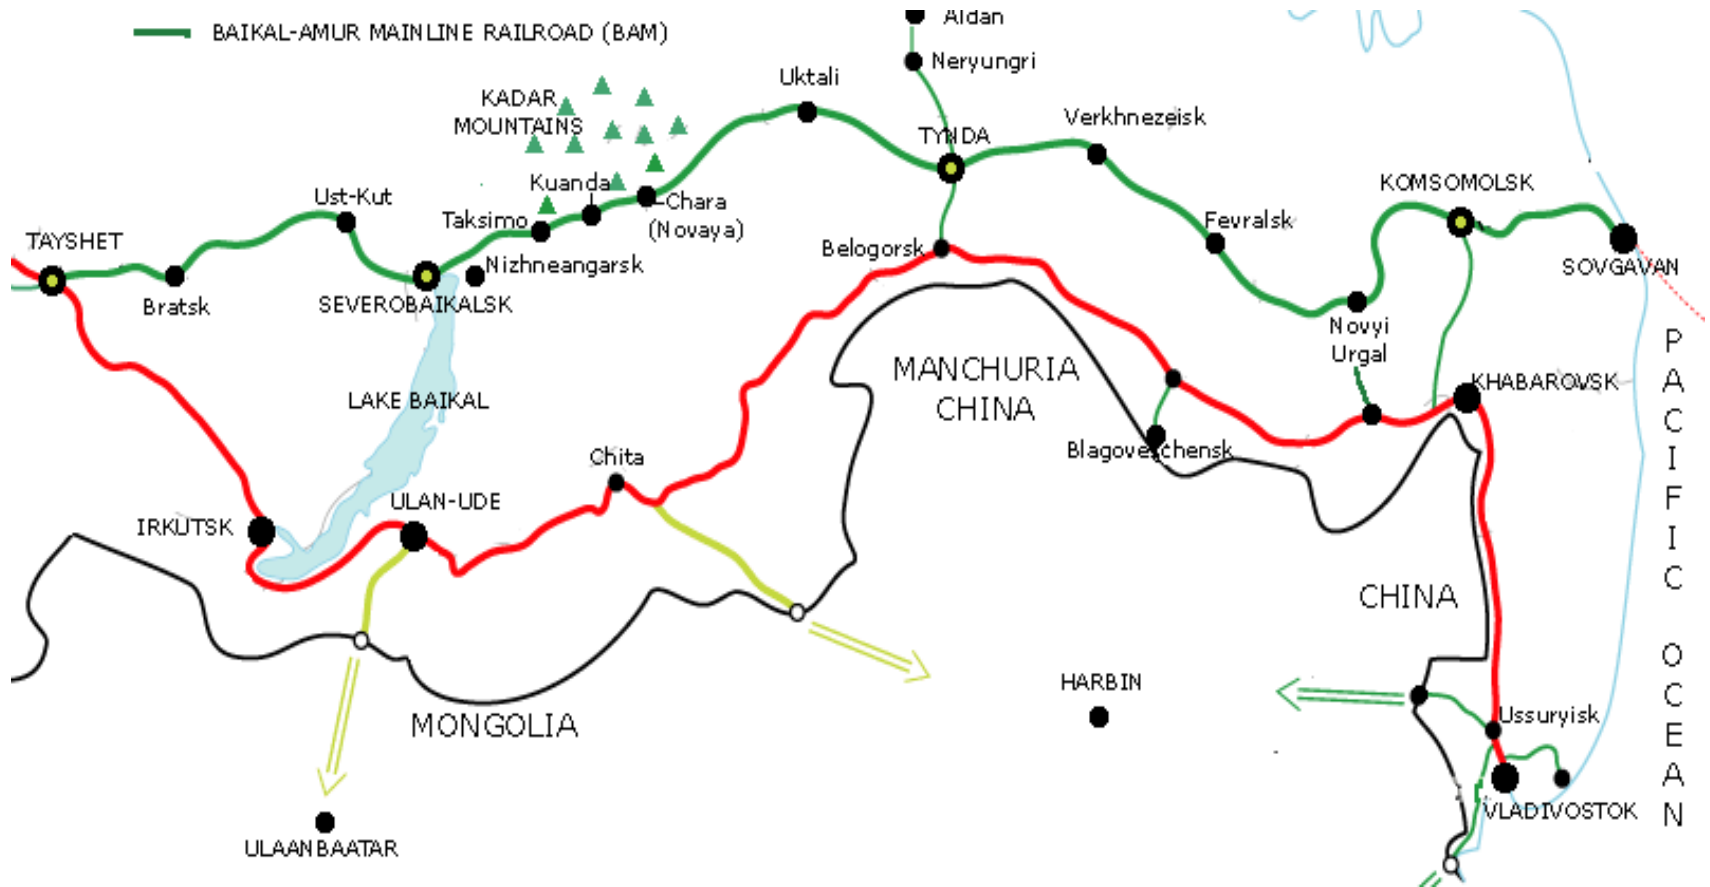 BAIKAL-AMUR MAINLINE RAILROAD (BAM)
Aldan
Neryungri
Uktali
KADAR
MOUNTAINS
Verkhnezeisk
TYNDA
Kuanda
Ust-Kut
Taksimo
Chara
(Novaya)
KOMSOMOLSK
Fevralsk
TAYSHET
Belogorsk
Nizhneangarsk
SOVGAVAN
Bratsk
SEVEROBAIKALSK
Novyi
Urgal
MANCHURIA
CHINA
KHABAROVSK
LAKE BAIKAL
Blagoveschensk
Chita
ULAN-UDE
IRKUTSK
PACIFIC OCEAN
CHINA
HARBIN
MONGOLIA
Ussuryisk
VLADIVOSTOK
ULAANBAATAR